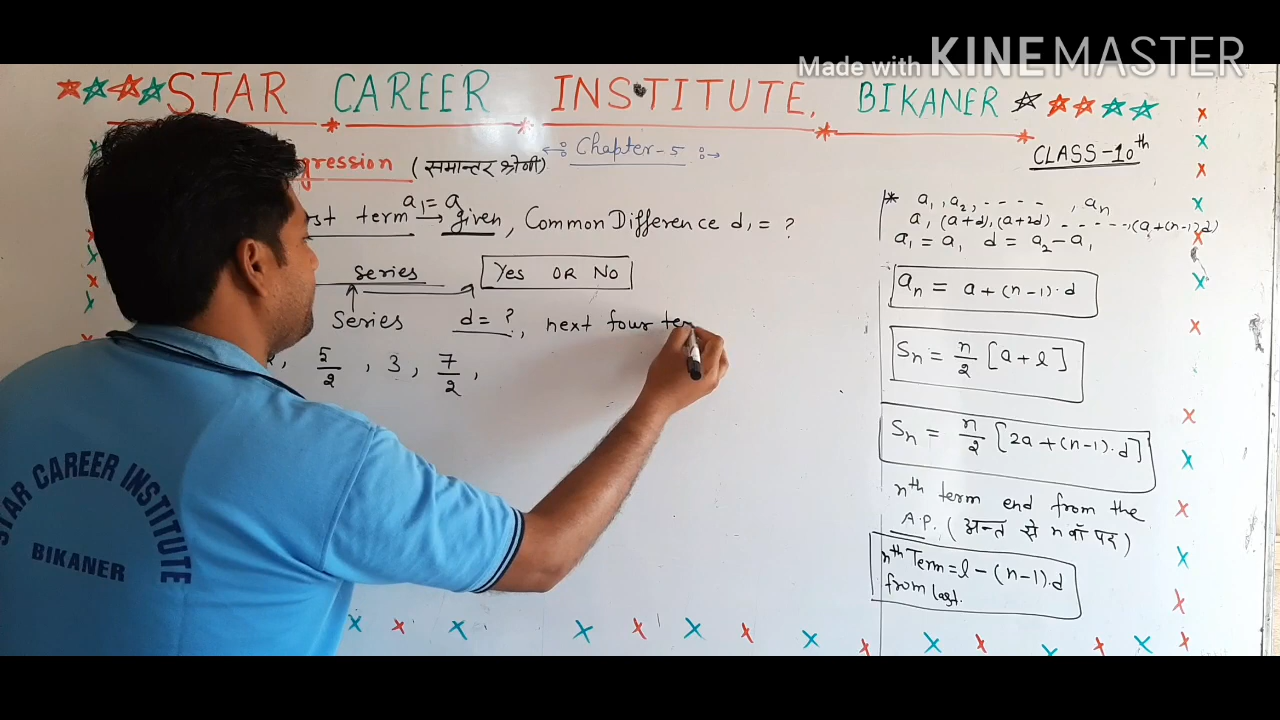 Made with KINEMASTER
STAR CAREER INSTITUTE, BIKANER
Chapter-5
CLASS-10th
gression (समान्तर श्रेणी)
a₁ = a
term → given, Common Difference d, = ?
series Yes OR No
Series d = ?, next four ter
5/2, 3, 7/2,
* a₁, a₂, - - - - , aₙ
a, (a+d), (a+2d) - - - - - -, (a+(n-1)d)
a₁ = a, d = a₂ - a₁
aₙ = a + (n-1)·d
Sₙ = n/2 [a + l]
Sₙ = n/2 [2a + (n-1)·d]
nth term end from the
A.P. (अन्त से n वाँ पद)
nth Term = l - (n-1)·d
from last.
STAR CAREER INSTITUTE
BIKANER